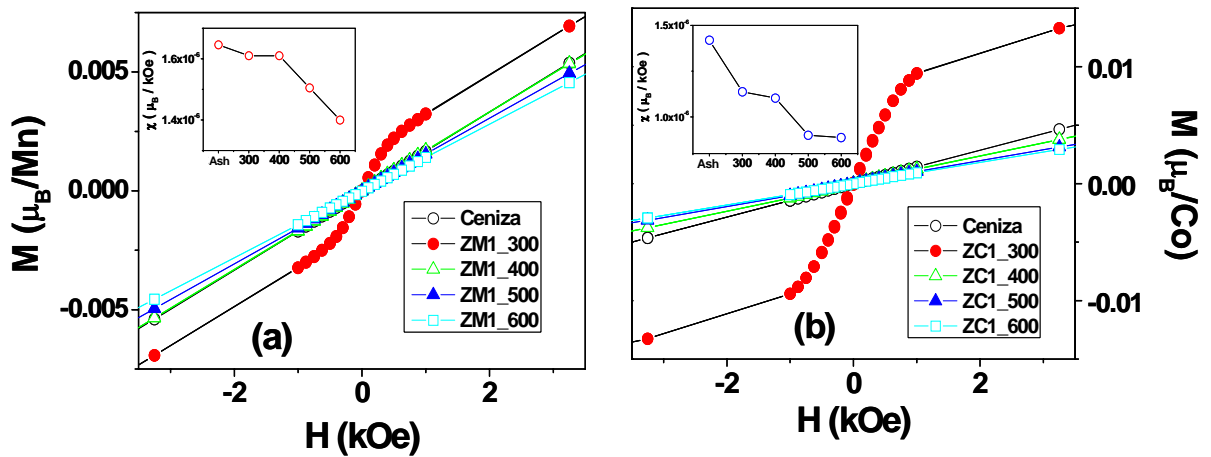 M (μB/Mn)
0.005
0.000
-0.005
χ ( μB / kOe)
1.6x10⁻⁶
1.4x10⁻⁶
Ash 300 400 500 600
Ceniza
ZM1_300
ZM1_400
ZM1_500
ZM1_600
(a)
-2 0 2
H (kOe)
χ ( μB / kOe)
1.5x10⁻⁶
1.0x10⁻⁶
Ash 300 400 500 600
Ceniza
ZC1_300
ZC1_400
ZC1_500
ZC1_600
(b)
-2 0 2
H (kOe)
0.01
0.00
-0.01
M (μB/Co)